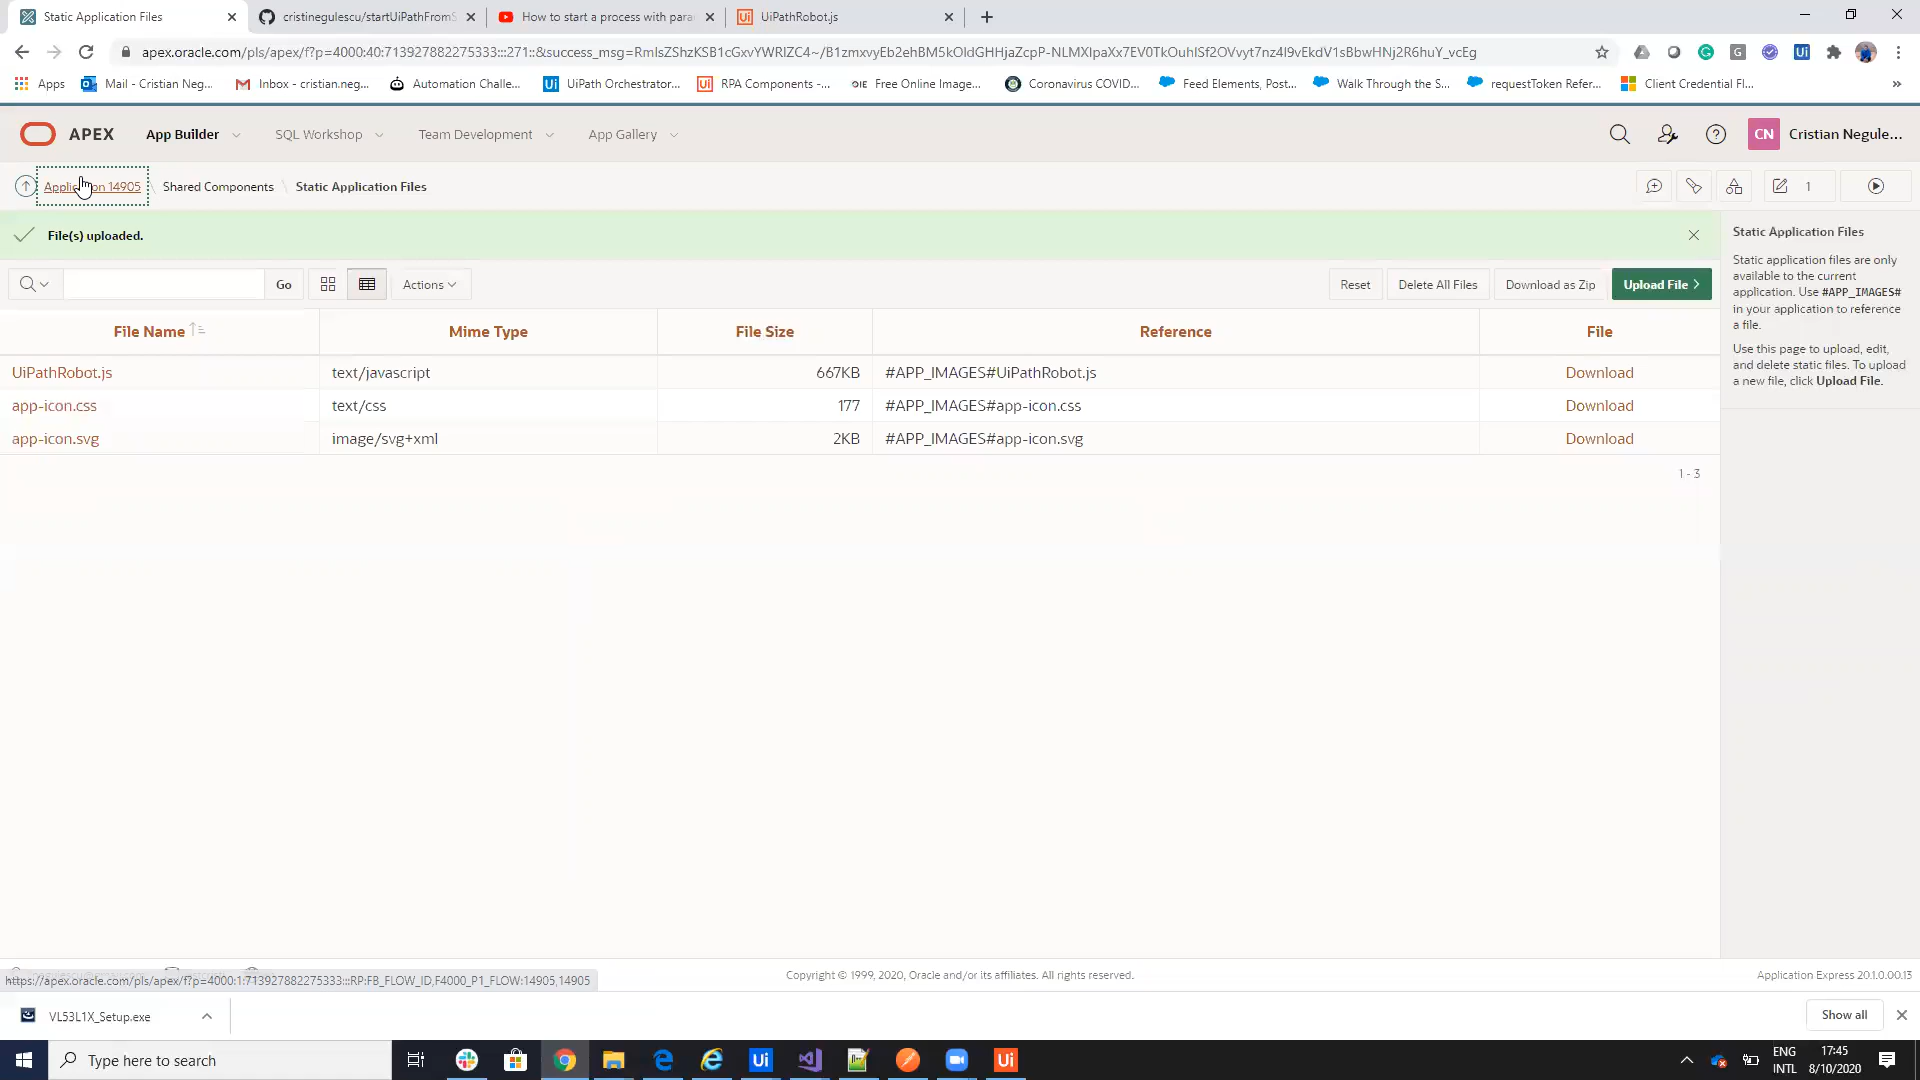 Static Application Files
cristinegulescu/startUiPathFromS
How to start a process with para
UiPathRobot.js
apex.oracle.com/pls/apex/f?p=4000:40:713927882275333:::271::&success_msg=RmlsZShzKSB1cGxvYWRlZC4~/B1zmxvyEb2ehBM5kOldGHHjaZcpP-NLMXIpaXx7EV0TkOuhlSf2OVvyt7nz4I9vEkdV1sBbwHNj2R6huY_vcEg
Apps
Mail - Cristian Neg...
Inbox - cristian.neg...
Automation Challe...
UiPath Orchestrator...
RPA Components -...
Free Online Image...
Coronavirus COVID...
Feed Elements, Post...
Walk Through the S...
requestToken Refer...
Client Credential Fl...
»
APEX
App Builder
SQL Workshop
Team Development
App Gallery
CN
Cristian Negule...
Application 14905 \ Shared Components \ Static Application Files
1
File(s) uploaded.
Go
Actions
Reset
Delete All Files
Download as Zip
Upload File
File Name
Mime Type
File Size
Reference
File
UiPathRobot.js
text/javascript
667KB
#APP_IMAGES#UiPathRobot.js
Download
app-icon.css
text/css
177
#APP_IMAGES#app-icon.css
Download
app-icon.svg
image/svg+xml
2KB
#APP_IMAGES#app-icon.svg
Download
1 - 3
Static Application Files
Static application files are only
available to the current
application. Use #APP_IMAGES#
in your application to reference
a file.
Use this page to upload, edit,
and delete static files. To upload
a new file, click Upload File.
https://apex.oracle.com/pls/apex/f?p=4000:1:713927882275333:::RP:FB_FLOW_ID,F4000_P1_FLOW:14905,14905
Copyright © 1999, 2020, Oracle and/or its affiliates. All rights reserved.
Application Express 20.1.0.00.13
VL53L1X_Setup.exe
Show all
Type here to search
ENG
INTL
17:45
8/10/2020